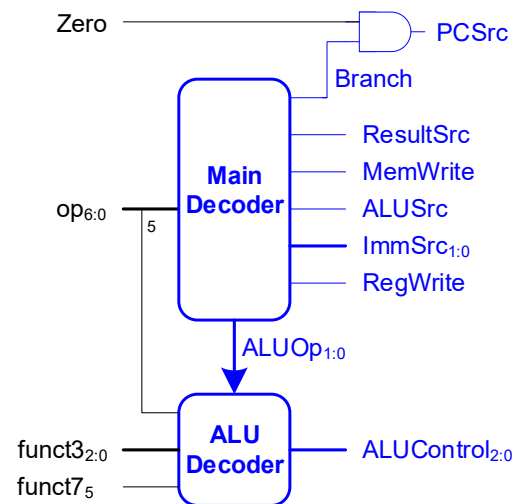 Zero
PCSrc
Branch
ResultSrc
Main
Decoder
MemWrite
op6:0
5
ALUSrc
ImmSrc1:0
RegWrite
ALUOp1:0
ALU
Decoder
funct32:0
ALUControl2:0
funct75